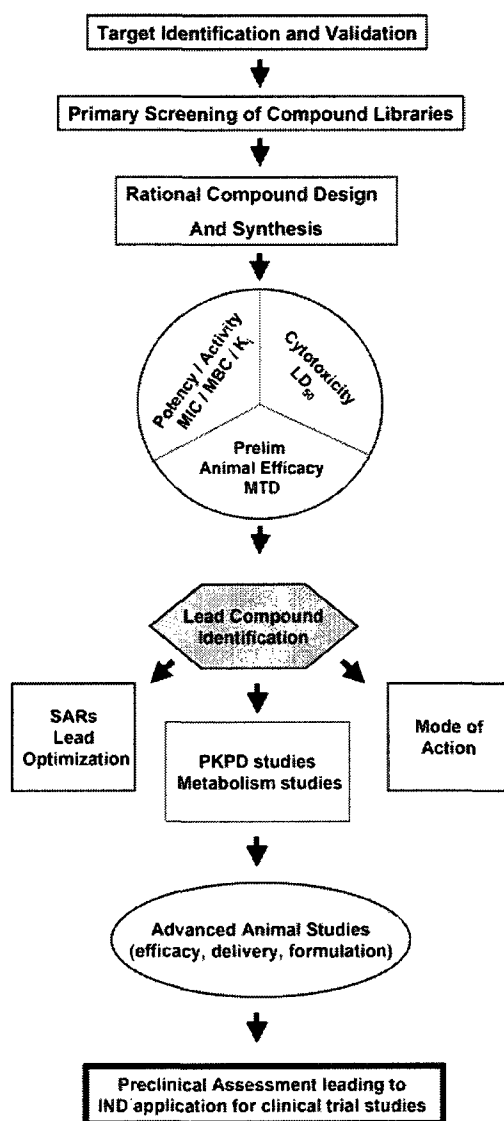 Target Identification and Validation
Primary Screening of Compound Libraries
Rational Compound Design
And Synthesis
Potency / Activity
MIC / MBC / Ki
Cytotoxicity
LD50
Prelim
Animal Efficacy
MTD
Lead Compound
Identification
SARs
Lead
Optimization
PKPD studies
Metabolism studies
Mode of
Action
Advanced Animal Studies
(efficacy, delivery, formulation)
Preclinical Assessment leading to
IND application for clinical trial studies